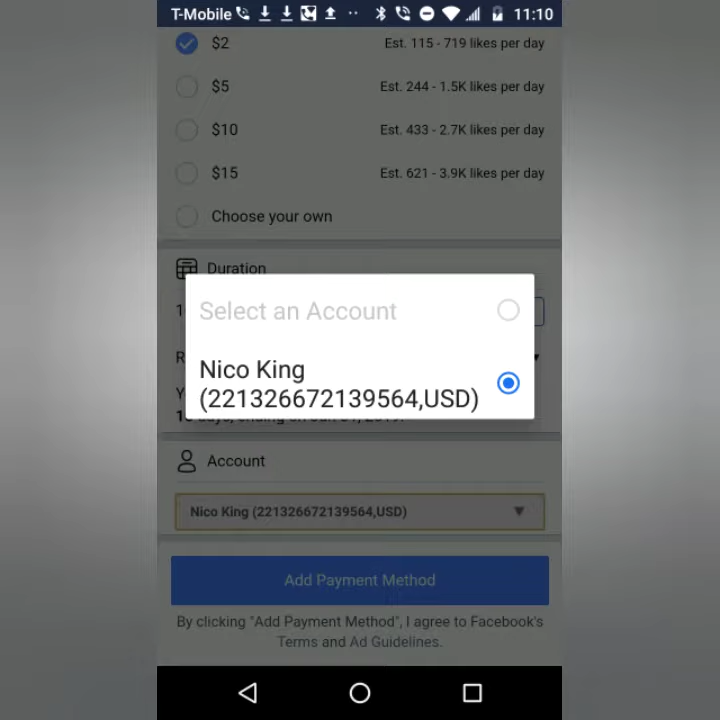 T-Mobile 11:10
$2 Est. 115 - 719 likes per day
$5 Est. 244 - 1.5K likes per day
$10 Est. 433 - 2.7K likes per day
$15 Est. 621 - 3.9K likes per day
Choose your own
Duration
Select an Account
Nico King
(221326672139564,USD)
Account
Nico King (221326672139564,USD)
Add Payment Method
By clicking "Add Payment Method", I agree to Facebook's
Terms and Ad Guidelines.